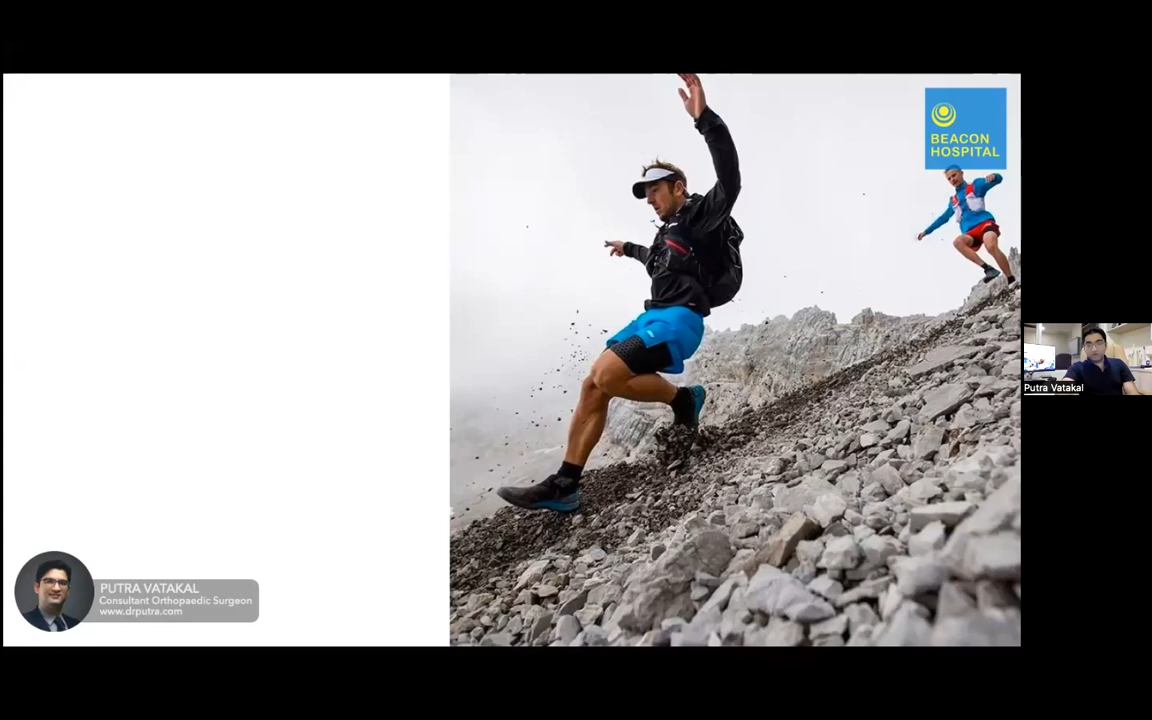 BEACON
HOSPITAL
Putra Vatakal
PUTRA VATAKAL
Consultant Orthopaedic Surgeon
www.drputra.com